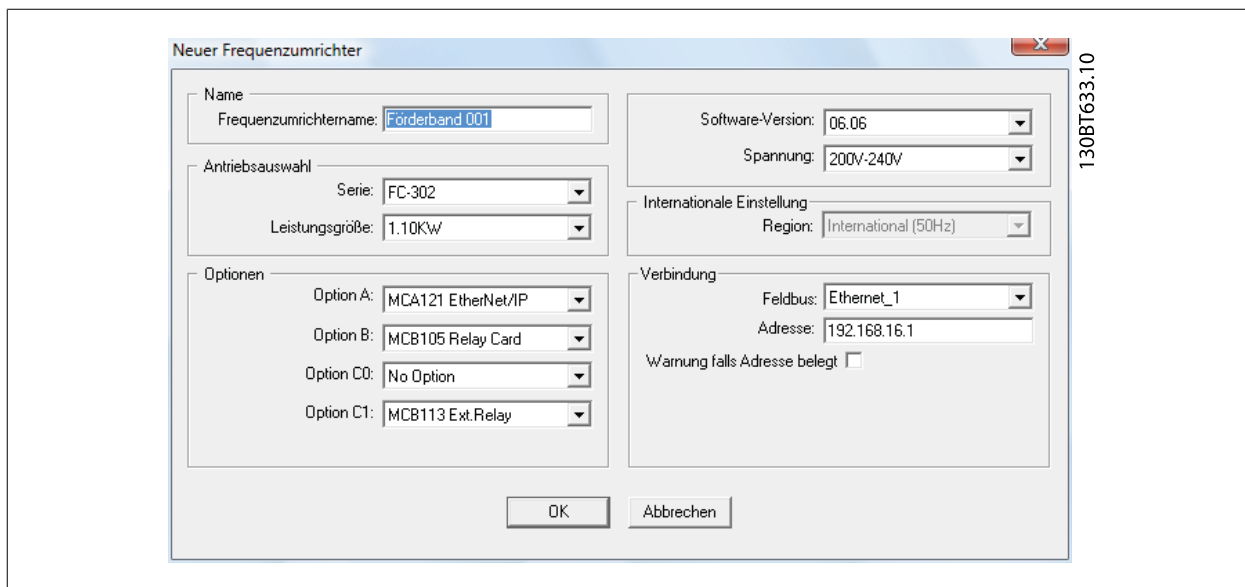 Neuer Frequenzumrichter
Name
Frequenzumrichtername: Förderband 001
Antriebsauswahl
Serie: FC-302
Leistungsgröße: 1.10KW
Optionen
Option A: MCA121 EtherNet/IP
Option B: MCB105 Relay Card
Option C0: No Option
Option C1: MCB113 Ext.Relay
Software-Version: 06.06
Spannung: 200V-240V
Internationale Einstellung
Region: International (50Hz)
Verbindung
Feldbus: Ethernet_1
Adresse: 192.168.16.1
Warnung falls Adresse belegt
OK
Abbrechen
130BT633.10